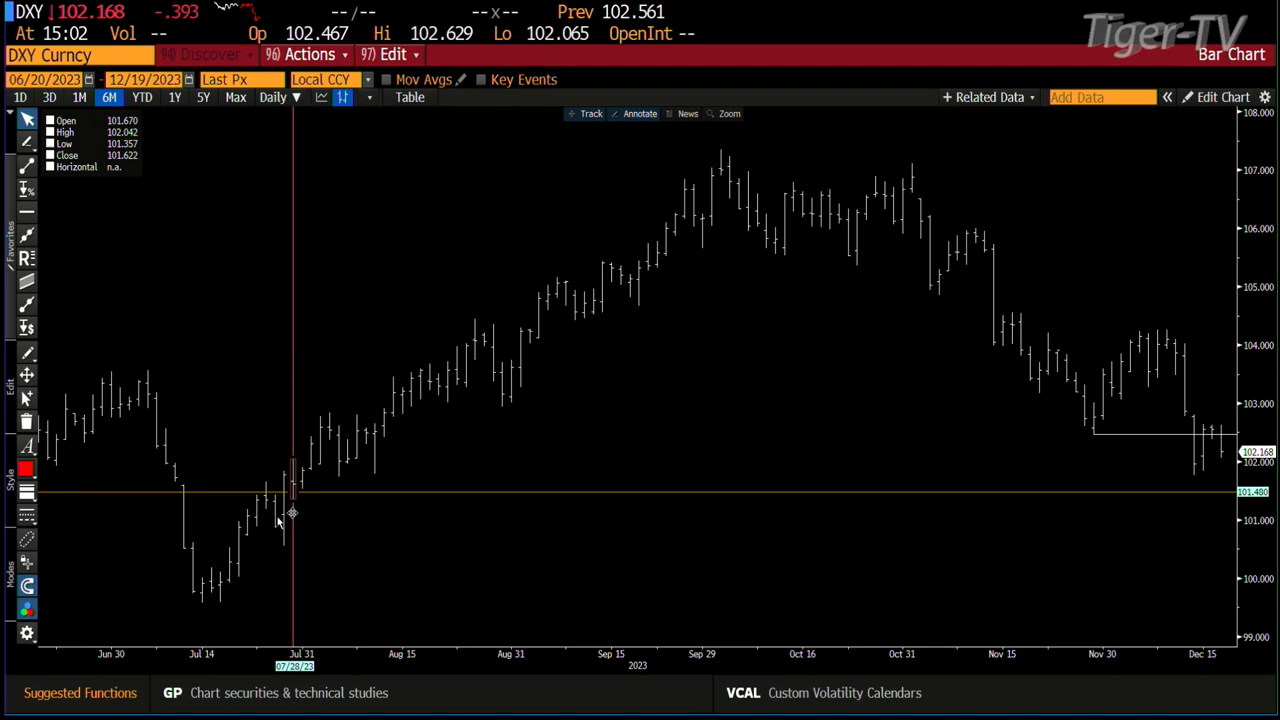 DXY ↓102.168 -.393 --/-- --x-- Prev 102.561
At 15:02 Vol -- Op 102.467 Hi 102.629 Lo 102.065 OpenInt --
Tiger-TV
DXY Curncy 94) Discover 96) Actions 97) Edit Bar Chart
06/20/2023 - 12/19/2023 Last Px Local CCY Mov Avgs Key Events
1D 3D 1M 6M YTD 1Y 5Y Max Daily ▼ Table + Related Data Add Data « Edit Chart
Track Annotate News Zoom
Open 101.670
High 102.042
Low 101.357
Close 101.622
Horizontal n.a.
Favorites
Edit
Style
Modes
R
%
$
A
108.000
107.000
106.000
105.000
104.000
103.000
102.168
102.000
101.480
101.000
100.000
99.000
Jun 30 Jul 14 Jul 31 Aug 15 Aug 31 Sep 15 Sep 29 Oct 16 Oct 31 Nov 15 Nov 30 Dec 15
07/28/23 2023
Suggested Functions GP Chart securities & technical studies VCAL Custom Volatility Calendars